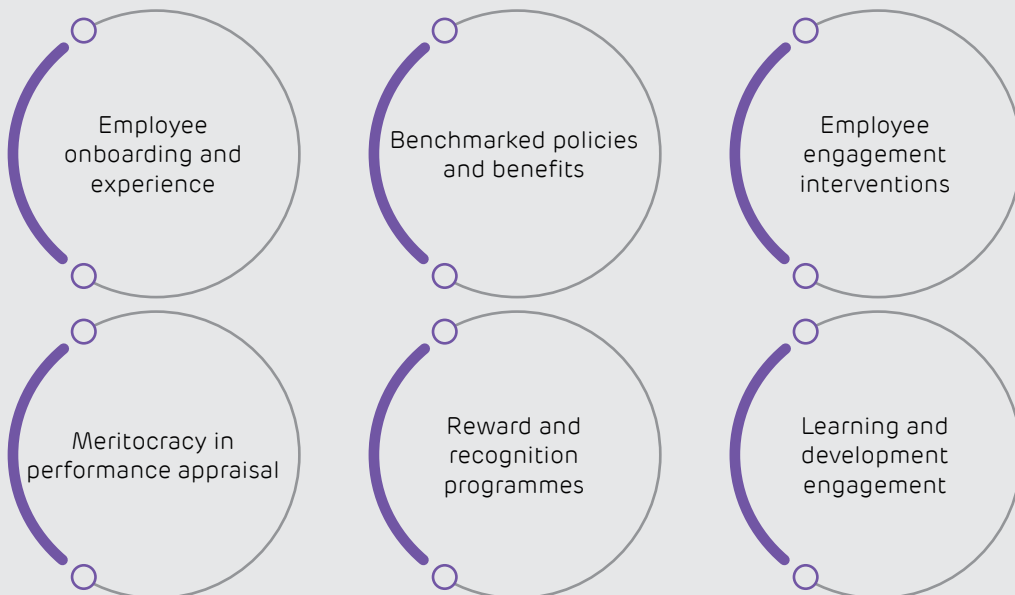 Employee
onboarding and
experience
Benchmarked policies
and benefits
Employee
engagement
interventions
Meritocracy in
performance appraisal
Reward and
recognition
programmes
Learning and
development
engagement